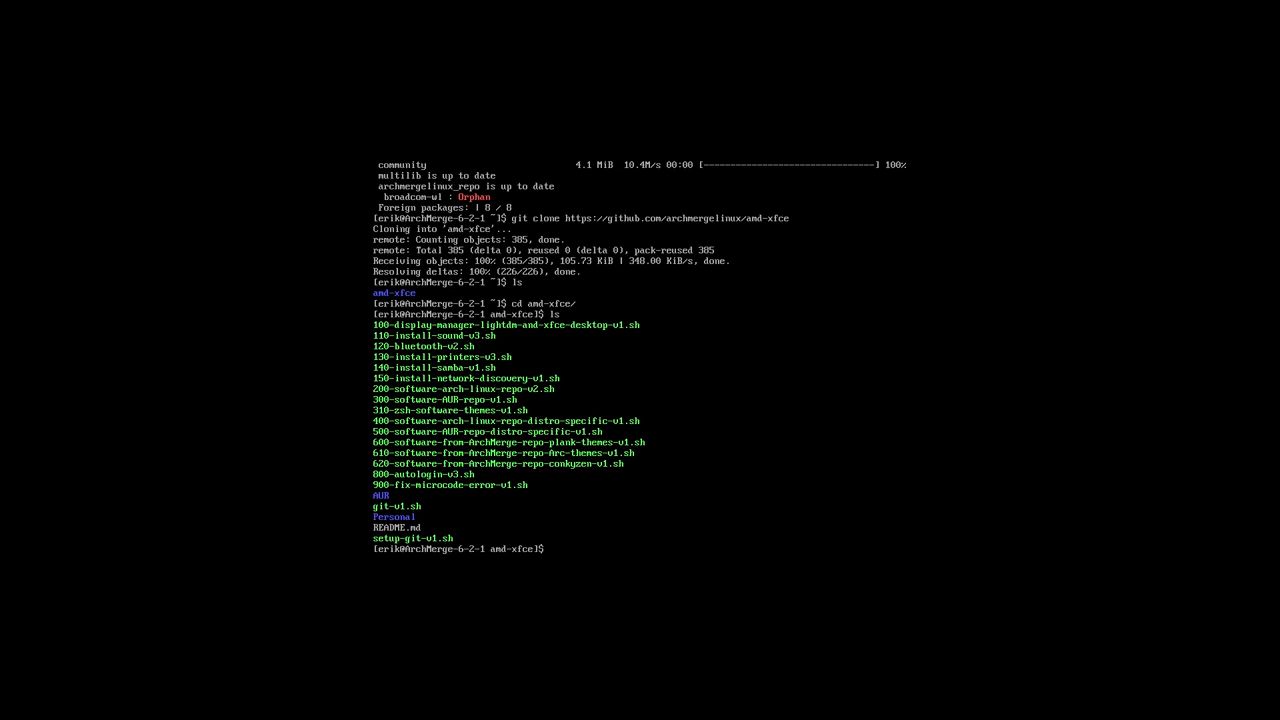 community 4.1 MiB 10.4M/s 00:00 [--------------------------------] 100%
multilib is up to date
archmergelinux_repo is up to date
broadcom-wl : Orphan
Foreign packages: | 8 / 8
[erik@ArchMerge-6-2-1 ~]$ git clone https://github.com/archmergelinux/amd-xfce
Cloning into 'amd-xfce'...
remote: Counting objects: 385, done.
remote: Total 385 (delta 0), reused 0 (delta 0), pack-reused 385
Receiving objects: 100% (385/385), 105.73 KiB | 348.00 KiB/s, done.
Resolving deltas: 100% (226/226), done.
[erik@ArchMerge-6-2-1 ~]$ ls
amd-xfce
[erik@ArchMerge-6-2-1 ~]$ cd amd-xfce/
[erik@ArchMerge-6-2-1 amd-xfce]$ ls
100-display-manager-lightdm-and-xfce-desktop-v1.sh
110-install-sound-v3.sh
120-bluetooth-v2.sh
130-install-printers-v3.sh
140-install-samba-v1.sh
150-install-network-discovery-v1.sh
200-software-arch-linux-repo-v2.sh
300-software-AUR-repo-v1.sh
310-zsh-software-themes-v1.sh
400-software-arch-linux-repo-distro-specific-v1.sh
500-software-AUR-repo-distro-specific-v1.sh
600-software-from-ArchMerge-repo-plank-themes-v1.sh
610-software-from-ArchMerge-repo-Arc-themes-v1.sh
620-software-from-ArchMerge-repo-conkyzen-v1.sh
800-autologin-v3.sh
900-fix-microcode-error-v1.sh
AUR
git-v1.sh
Personal
README.md
setup-git-v1.sh
[erik@ArchMerge-6-2-1 amd-xfce]$